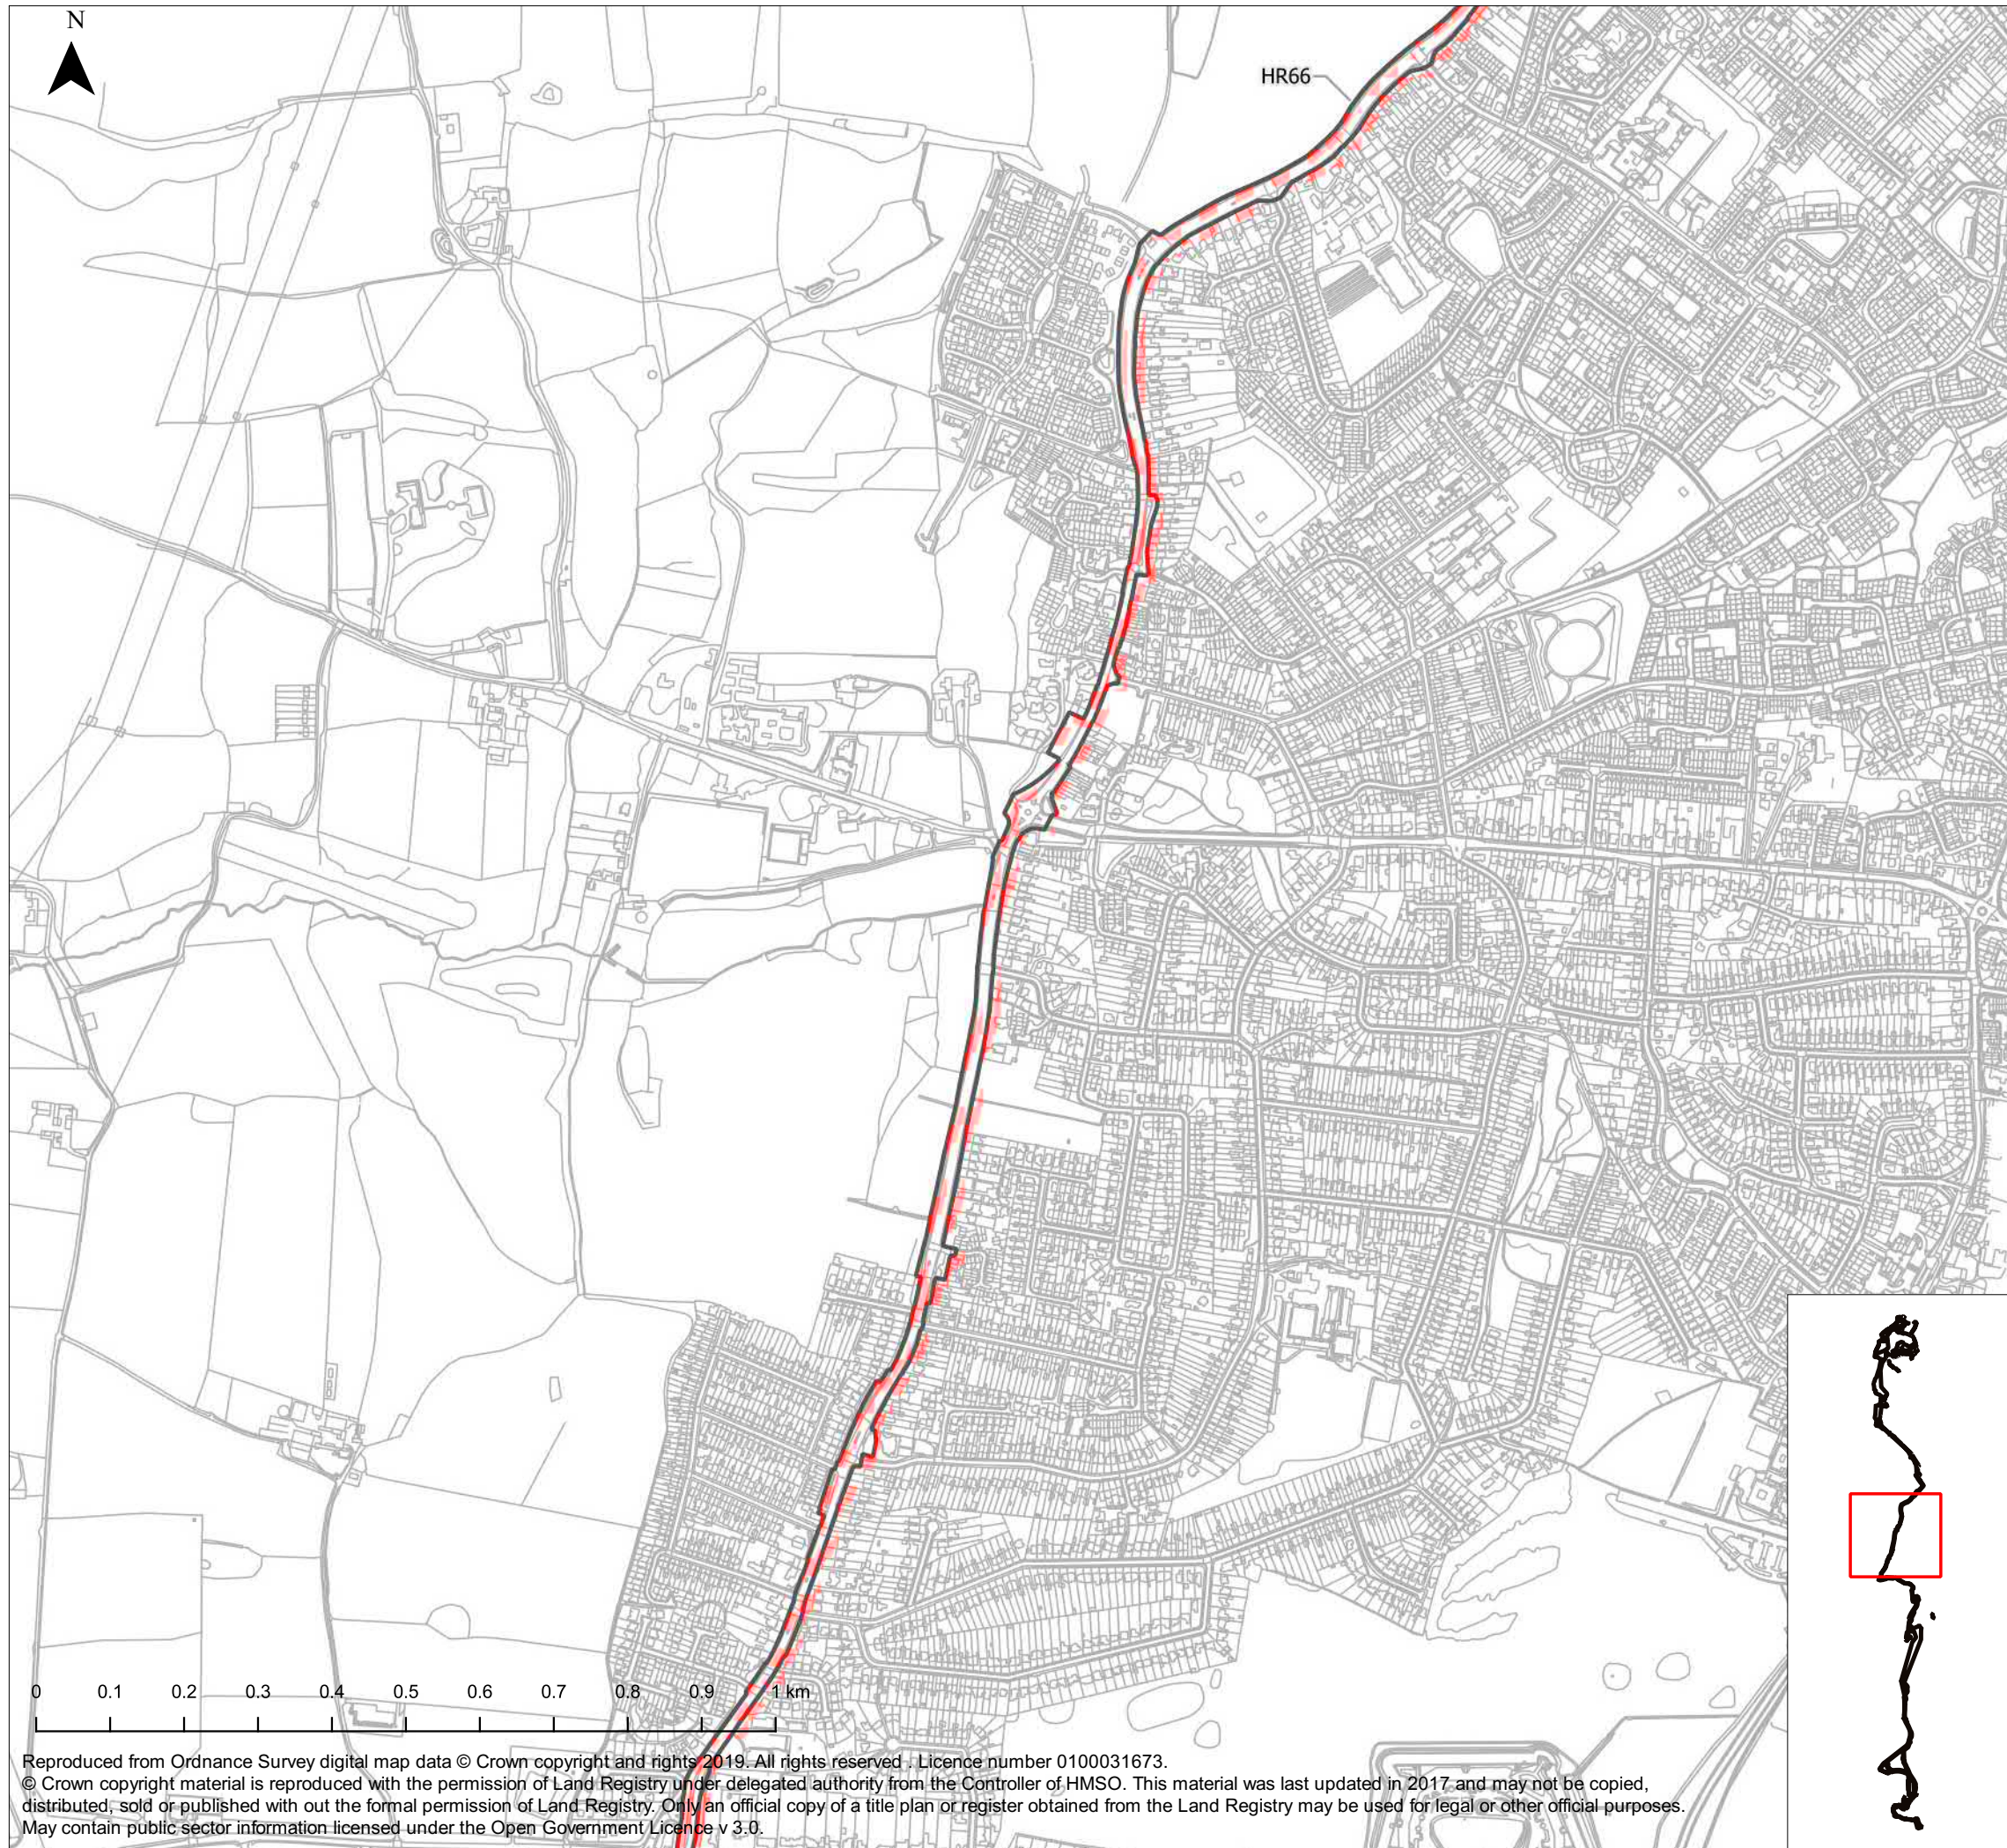 N
HR66
0 0.1 0.2 0.3 0.4 0.5 0.6 0.7 0.8 0.9 1 km
Reproduced from Ordnance Survey digital map data © Crown copyright and rights 2019. All rights reserved . Licence number 0100031673.
© Crown copyright material is reproduced with the permission of Land Registry under delegated authority from the Controller of HMSO. This material was last updated in 2017 and may not be copied,
distributed, sold or published with out the formal permission of Land Registry. Only an official copy of a title plan or register obtained from the Land Registry may be used for legal or other official purposes.
May contain public sector information licensed under the Open Government Licence v 3.0.